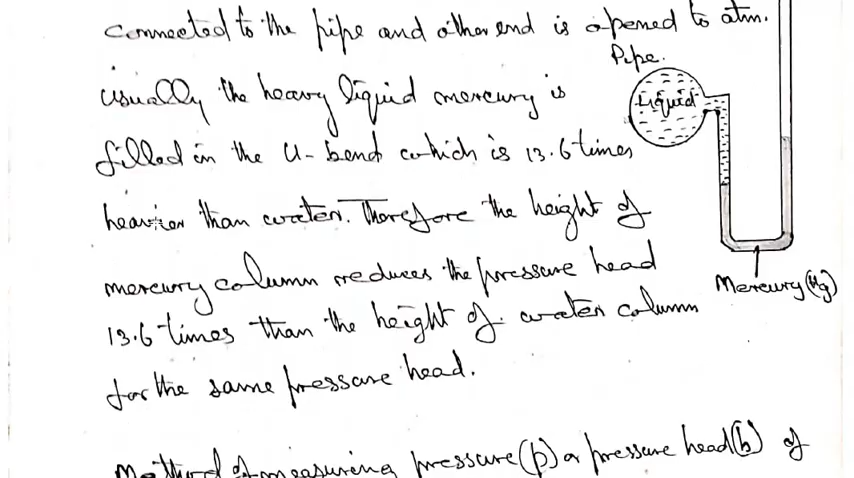 connected to the pipe and other end is opened to atm.
Pipe.
usually the heavy liquid mercury is
Liquid
filled in the U-bend which is 13.6 times
heavier than water. Therefore the height of
mercury column reduces the pressure head
Mercury (Hg)
13.6 times than the height of water column
for the same pressure head.
Method of measuring pressure(p) or pressure head(h) of